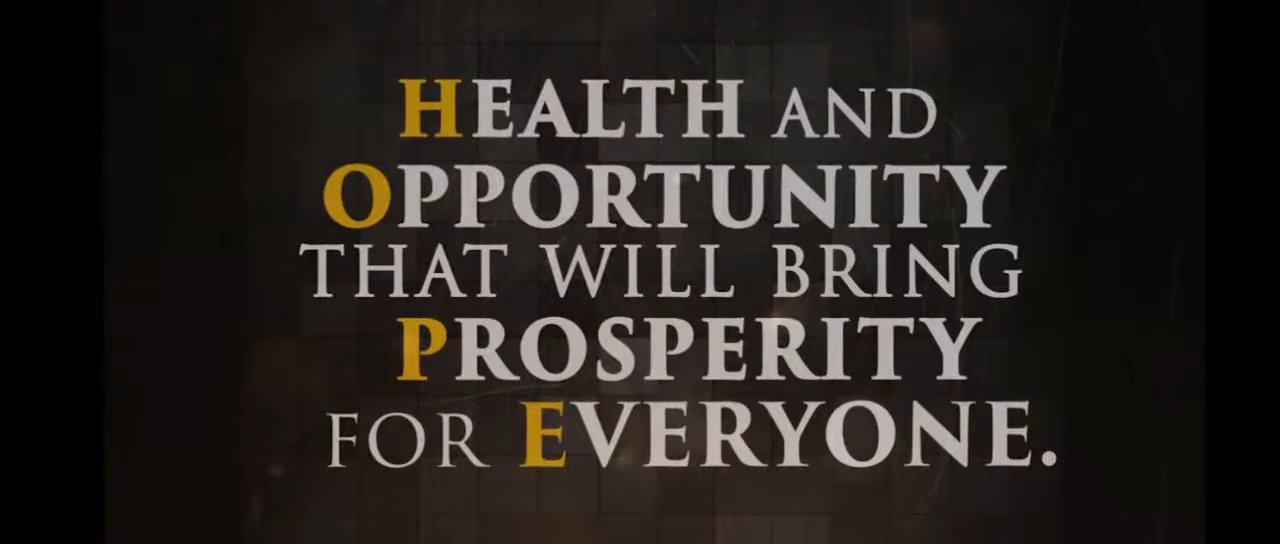 HEALTH AND
OPPORTUNITY
THAT WILL BRING
PROSPERITY
FOR EVERYONE.